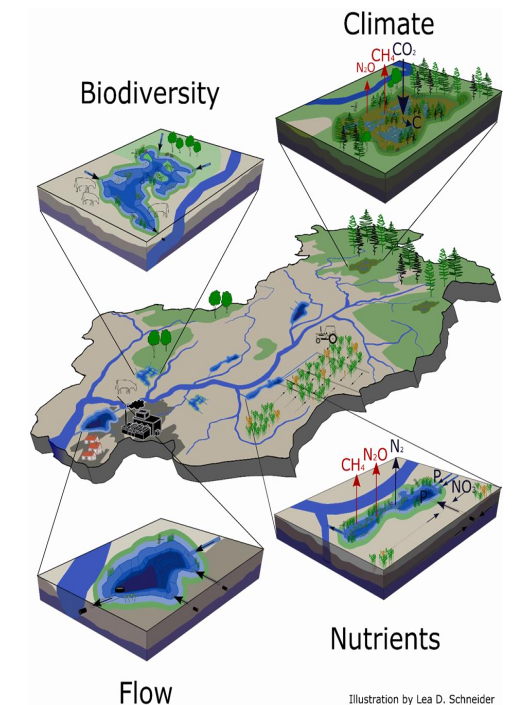 Climate
CH₄
CO₂
N₂O
C
Biodiversity
N₂
N₂O
CH₄
P
NO₃
P
Nutrients
Flow
Illustration by Lea D. Schneider